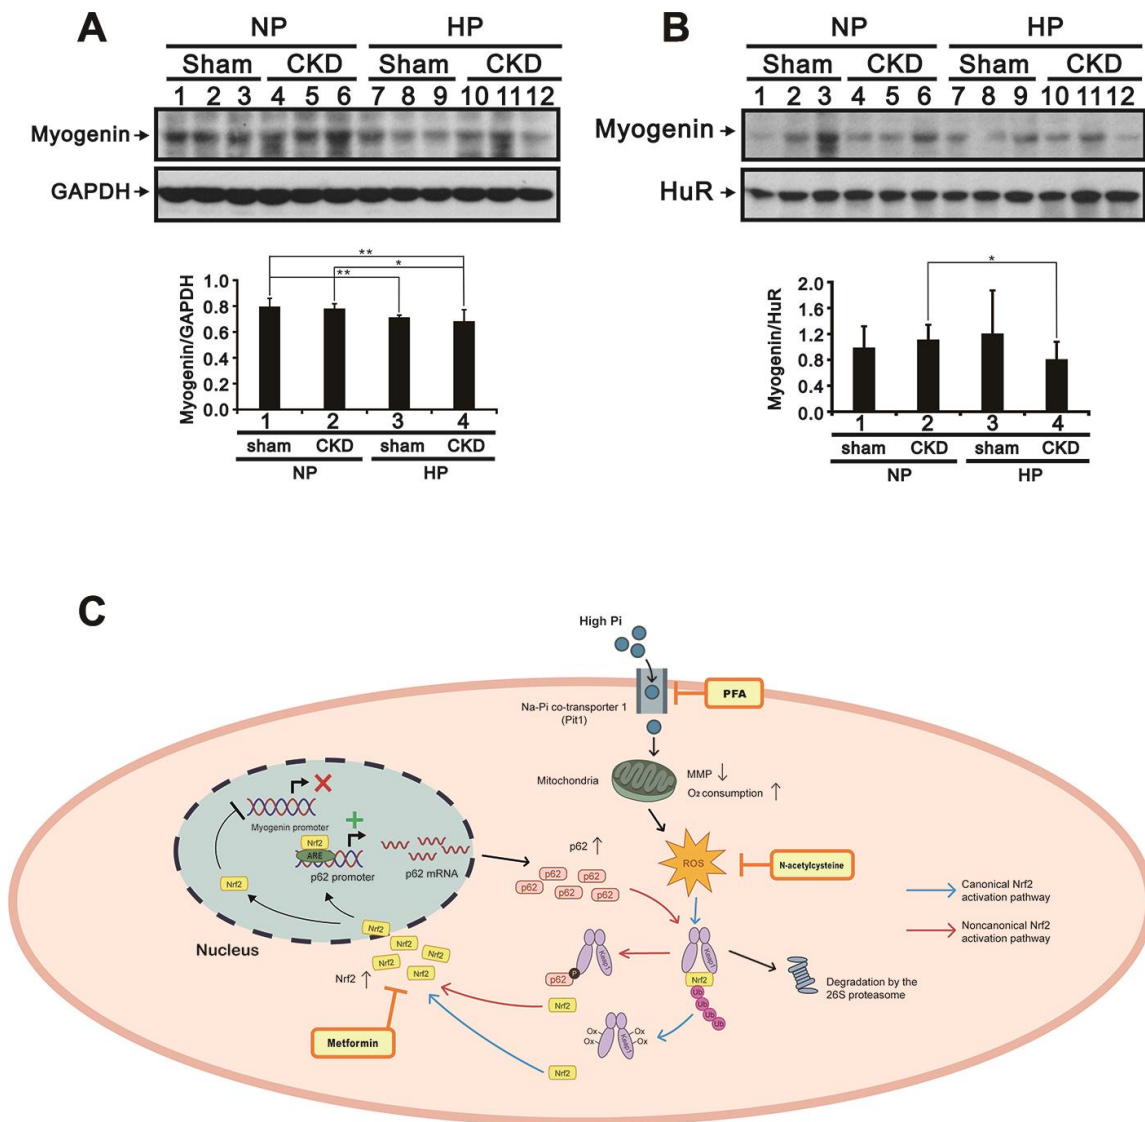 A
NP HP
Sham CKD Sham CKD
1 2 3 4 5 6 7 8 9 10 11 12
Myogenin
GAPDH
** 
*
**
Myogenin/GAPDH
1.0
0.8
0.6
0.4
0.2
0.0
1 2 3 4
sham CKD sham CKD
NP HP
B
NP HP
Sham CKD Sham CKD
1 2 3 4 5 6 7 8 9 10 11 12
Myogenin
HuR
*
Myogenin/HuR
2.0
1.6
1.2
0.8
0.4
0.0
1 2 3 4
sham CKD sham CKD
NP HP
C
High Pi
PFA
Na-Pi co-transporter 1
(Pit1)
Mitochondria
MMP ↓
O2 consumption ↑
ROS
N-acetylcysteine
Myogenin promoter
+
Nrf2
ARE
p62 promoter
p62 mRNA
Nrf2
Nucleus
p62 ↑
p62 p62
p62 p62 p62
Canonical Nrf2
activation pathway
Noncanonical Nrf2
activation pathway
Nrf2
Nrf2
Nrf2
Nrf2
Nrf2
Nrf2 ↑
Metformin
Keap1
p62 P
Nrf2
Keap1
Nrf2
Ub
Ub
Ub
Ub
Degradation by the
26S proteasome
Ox Ox
Ox Ox
Keap1
Nrf2